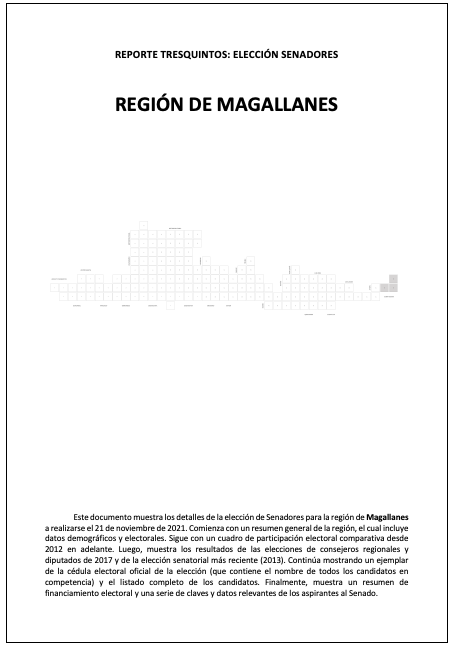 REPORTE TRESQUINTOS: ELECCIÓN SENADORES
REGIÓN DE MAGALLANES
Este documento muestra los detalles de la elección de Senadores para la región de Magallanes
a realizarse el 21 de noviembre de 2021. Comienza con un resumen general de la región, el cual incluye
datos demográficos y electorales. Sigue con un cuadro de participación electoral comparativa desde
2012 en adelante. Luego, muestra los resultados de las elecciones de consejeros regionales y
diputados de 2017 y de la elección senatorial más reciente (2013). Continúa mostrando un ejemplar
de la cédula electoral oficial de la elección (que contiene el nombre de todos los candidatos en
competencia) y el listado completo de los candidatos. Finalmente, muestra un resumen de
financiamiento electoral y una serie de claves y datos relevantes de los aspirantes al Senado.